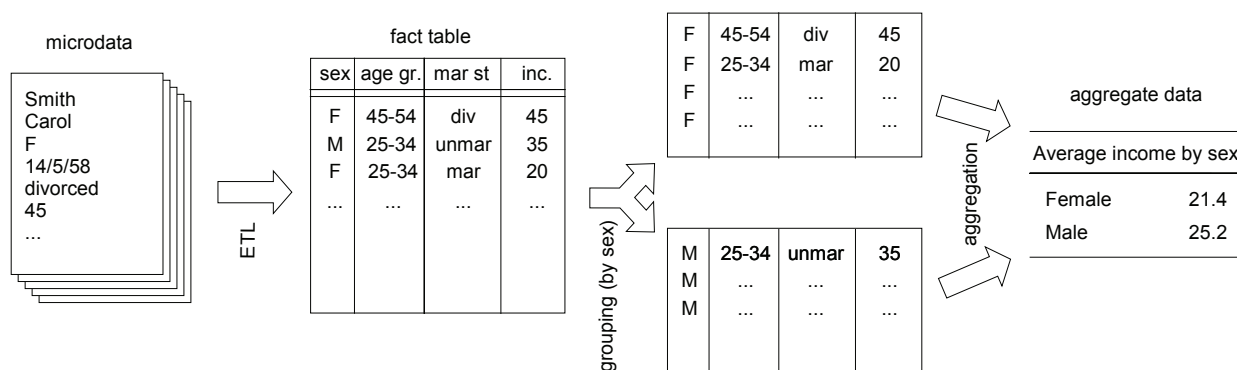 microdata
Smith
Carol
F
14/5/58
divorced
45
...
ETL
fact table
sex age gr. mar st inc.
F 45-54 div 45
M 25-34 unmar 35
F 25-34 mar 20
... ... ... ...
grouping (by sex)
F 45-54 div 45
F 25-34 mar 20
F ... ... ...
F ... ... ...
M 25-34 unmar 35
M ... ... ...
M ... ... ...
aggregation
aggregate data
Average income by sex
Female 21.4
Male 25.2